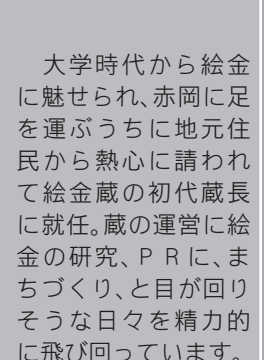 大学時代から絵金
に魅せられ、赤岡に足
を運ぶうちに地元住
民から熱心に請われ
て絵金蔵の初代蔵長
に就任。蔵の運営に絵
金の研究、ＰＲに、ま
ちづくり、と目が回り
そうな日々を精力的
に飛び回っています。